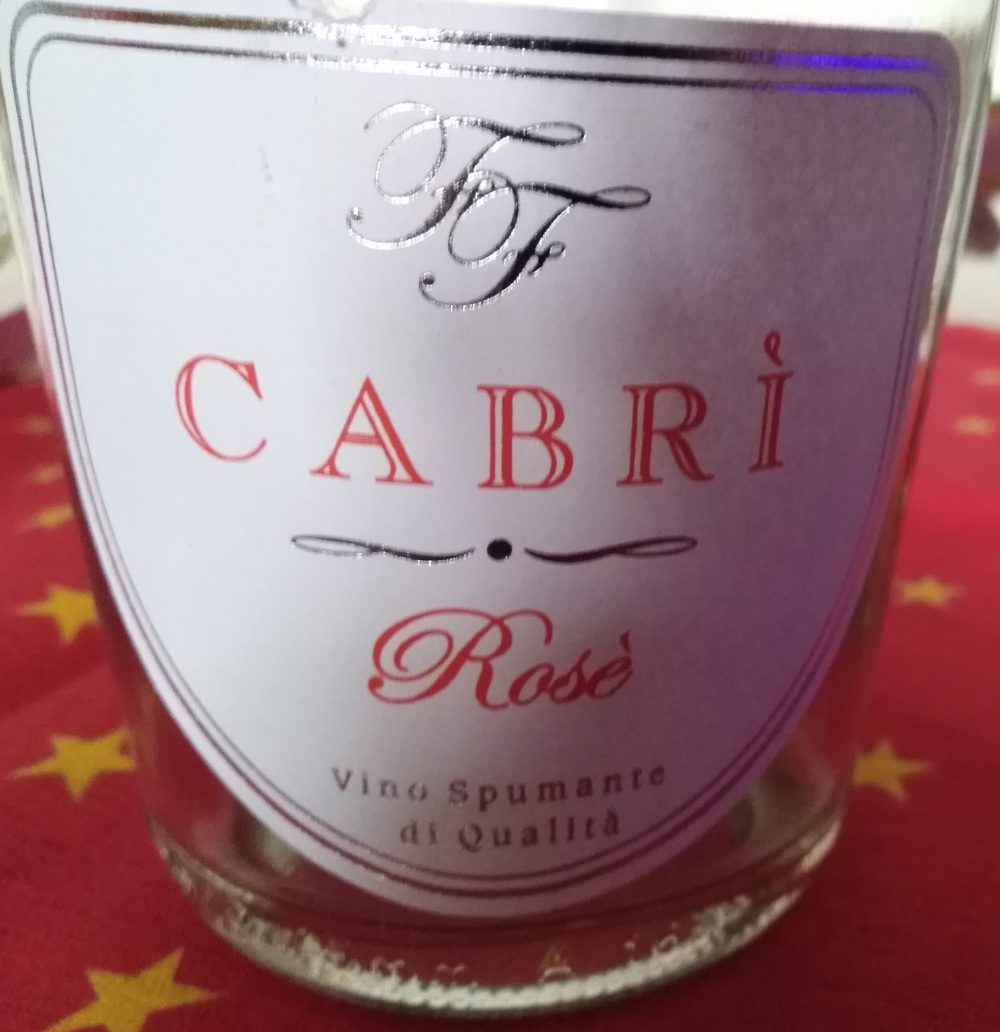 FF
CABRÌ
Rosè
Vino Spumante
di Qualità